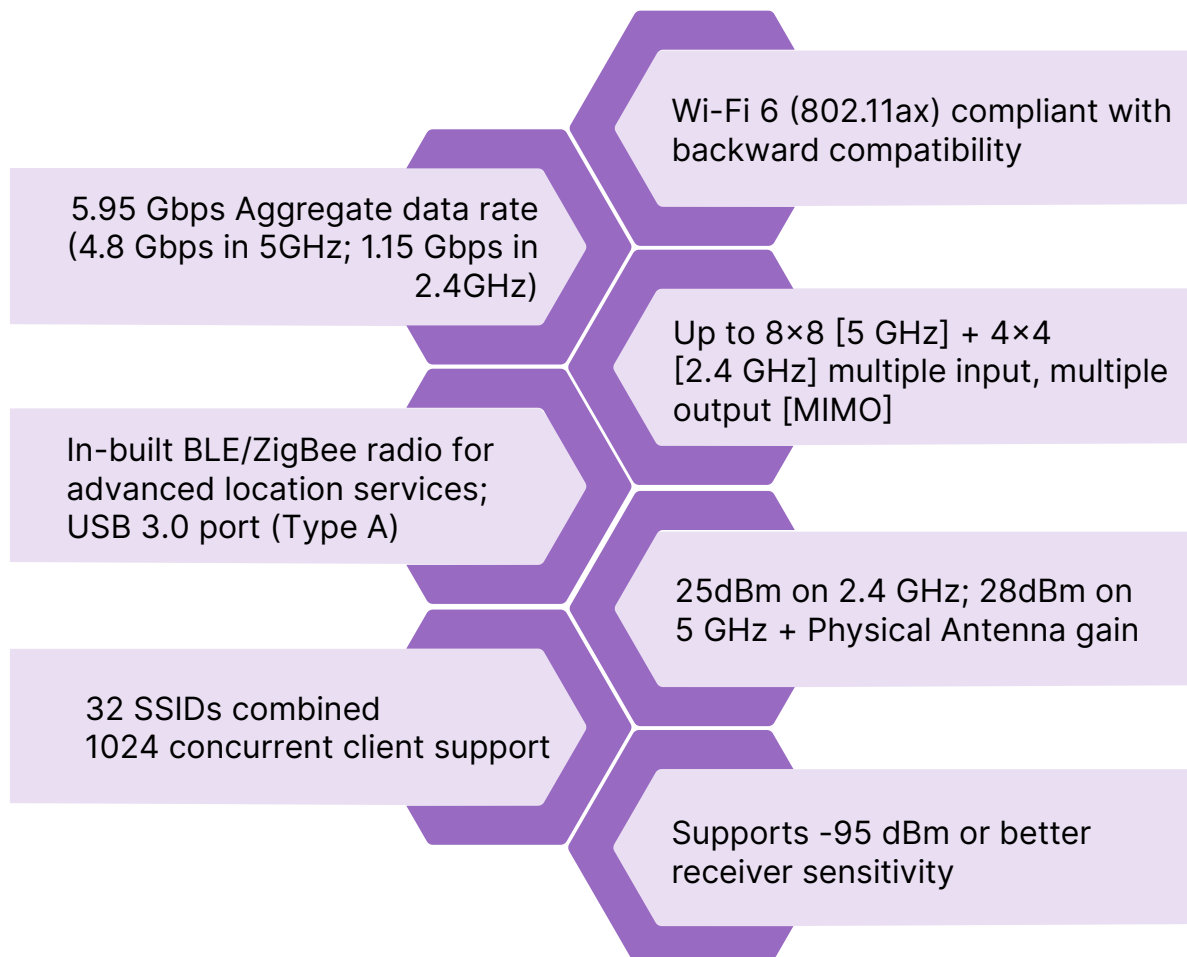 Wi-Fi 6 (802.11ax) compliant with
backward compatibility
5.95 Gbps Aggregate data rate
(4.8 Gbps in 5GHz; 1.15 Gbps in
2.4GHz)
Up to 8×8 [5 GHz] + 4×4
[2.4 GHz] multiple input, multiple
output [MIMO]
In-built BLE/ZigBee radio for
advanced location services;
USB 3.0 port (Type A)
25dBm on 2.4 GHz; 28dBm on
5 GHz + Physical Antenna gain
32 SSIDs combined
1024 concurrent client support
Supports -95 dBm or better
receiver sensitivity